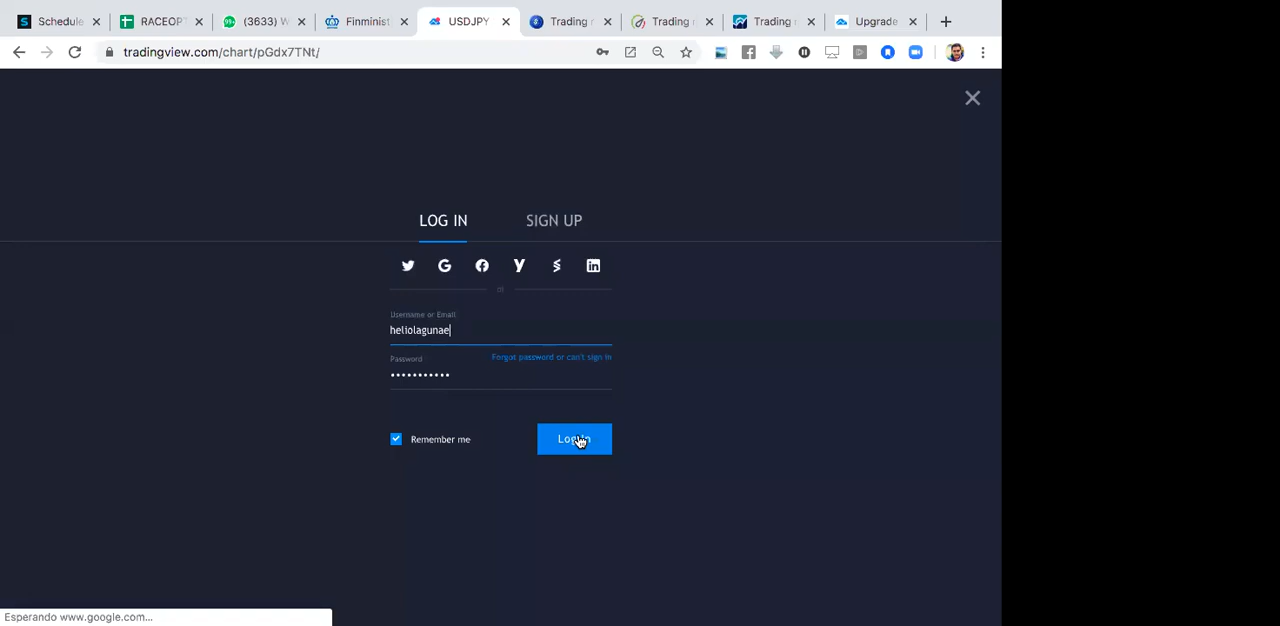 Schedule
RACEOP
(3633) W
Finminist
USDJPY
Trading
Trading
Trading
Upgrade
tradingview.com/chart/pGdx7TNt/
LOG IN
SIGN UP
or
Username or Email
heliolagunae
Password
Forgot password or can't sign in
Remember me
Log In
Esperando www.google.com...